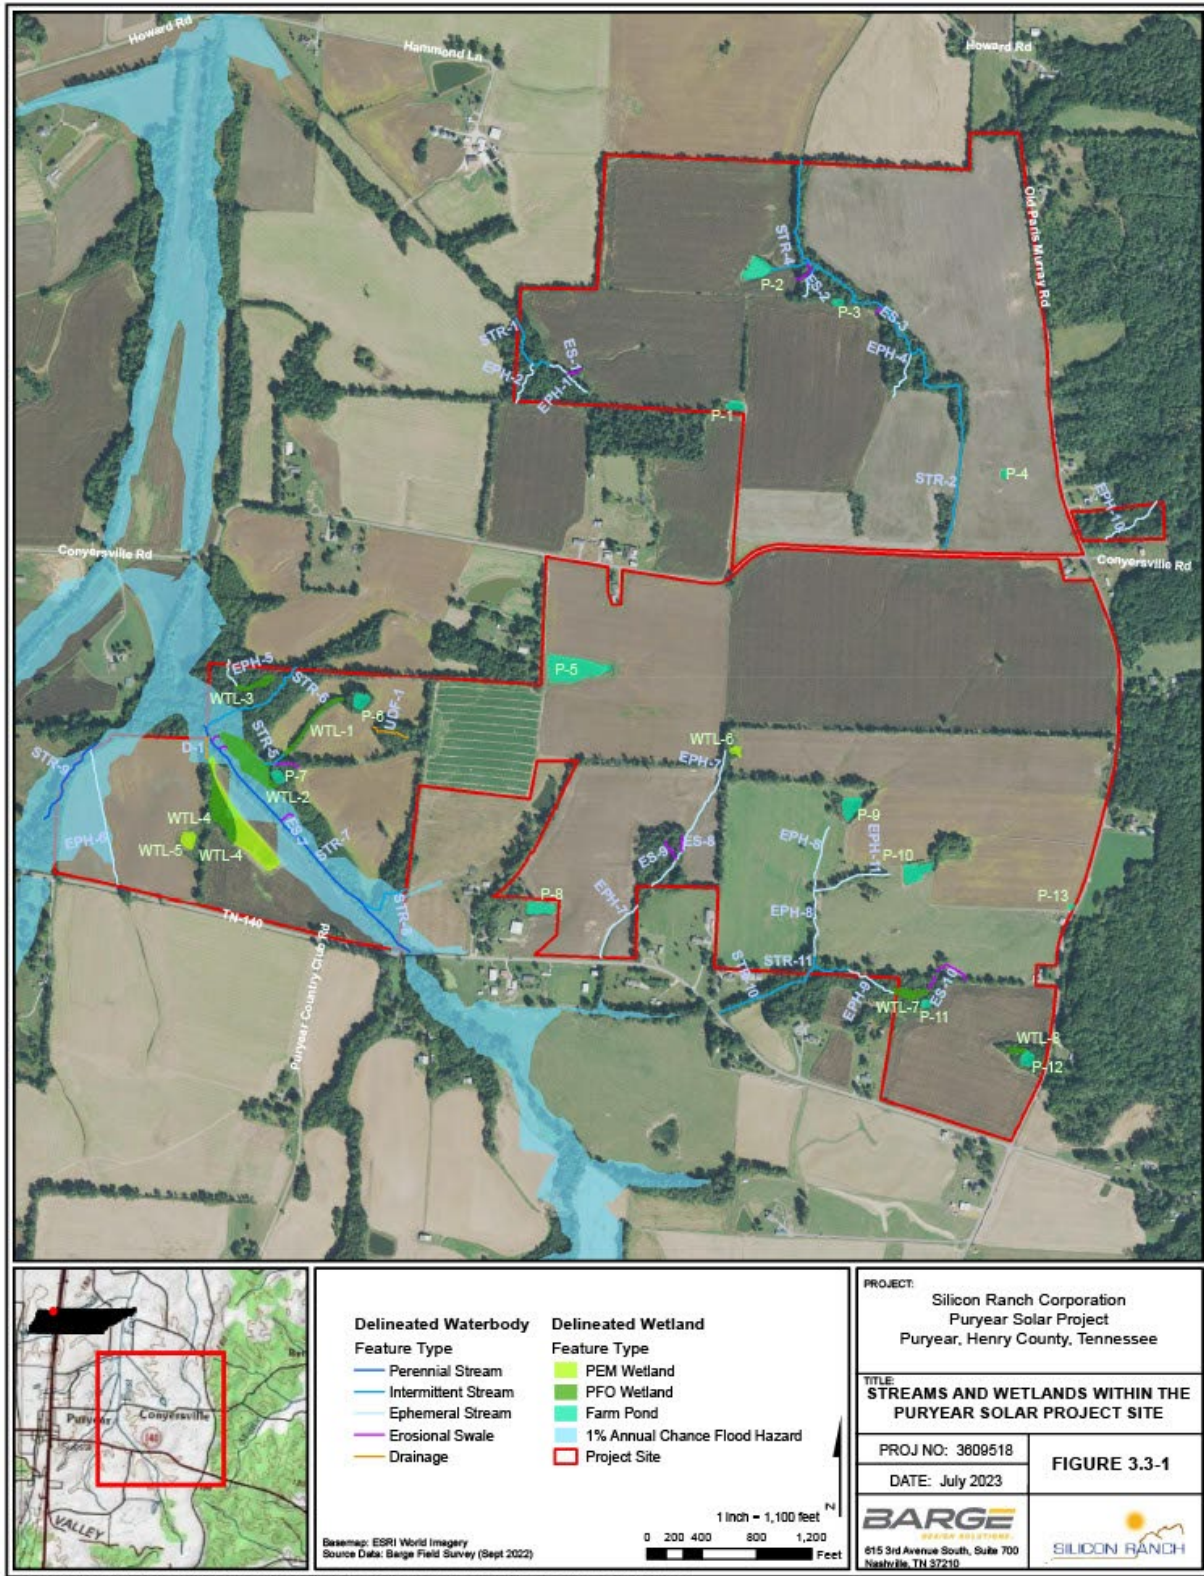 Howard Rd
Hammond Ln
Howard Rd
Old Paris Murray Rd
STR-4
P-2
ES-2
P-3
ES-3
STR-1
ES-1
EPH-2
EPH-1
EPH-4
P-1
STR-2
P-4
EPH-10
Conyersville Rd
Conyersville Rd
EPH-5
STR-6
WTL-3
P-5
WTL-1
P-6
UDF-1
D-1
STR-5
WTL-6
STR-9
P-7
EPH-7
WTL-2
WTL-4
ES-7
P-9
EPH-6
STR-7
EPH-8
WTL-5
WTL-4
ES-9
ES-8
EPH-11
P-10
P-8
P-13
TN-140
STR-8
EPH-7
EPH-8
Puryear Country Club Rd
STR-11
STR-10
EPH-9
ES-10
WTL-7
P-11
WTL-8
P-12
Puryear
Conyersville
140
VALLEY
Delineated Waterbody
Feature Type
Perennial Stream
Intermittent Stream
Ephemeral Stream
Erosional Swale
Drainage
Delineated Wetland
Feature Type
PEM Wetland
PFO Wetland
Farm Pond
1% Annual Chance Flood Hazard
Project Site
N
1 inch = 1,100 feet
0 200 400 800 1,200
Feet
Basemap: ESRI World Imagery
Source Data: Barge Field Survey (Sept 2022)
PROJECT:
Silicon Ranch Corporation
Puryear Solar Project
Puryear, Henry County, Tennessee
TITLE:
STREAMS AND WETLANDS WITHIN THE
PURYEAR SOLAR PROJECT SITE
PROJ NO: 3609518
DATE: July 2023
FIGURE 3.3-1
BARGE
DESIGN SOLUTIONS.
615 3rd Avenue South, Suite 700
Nashville, TN 37210
SILICON RANCH